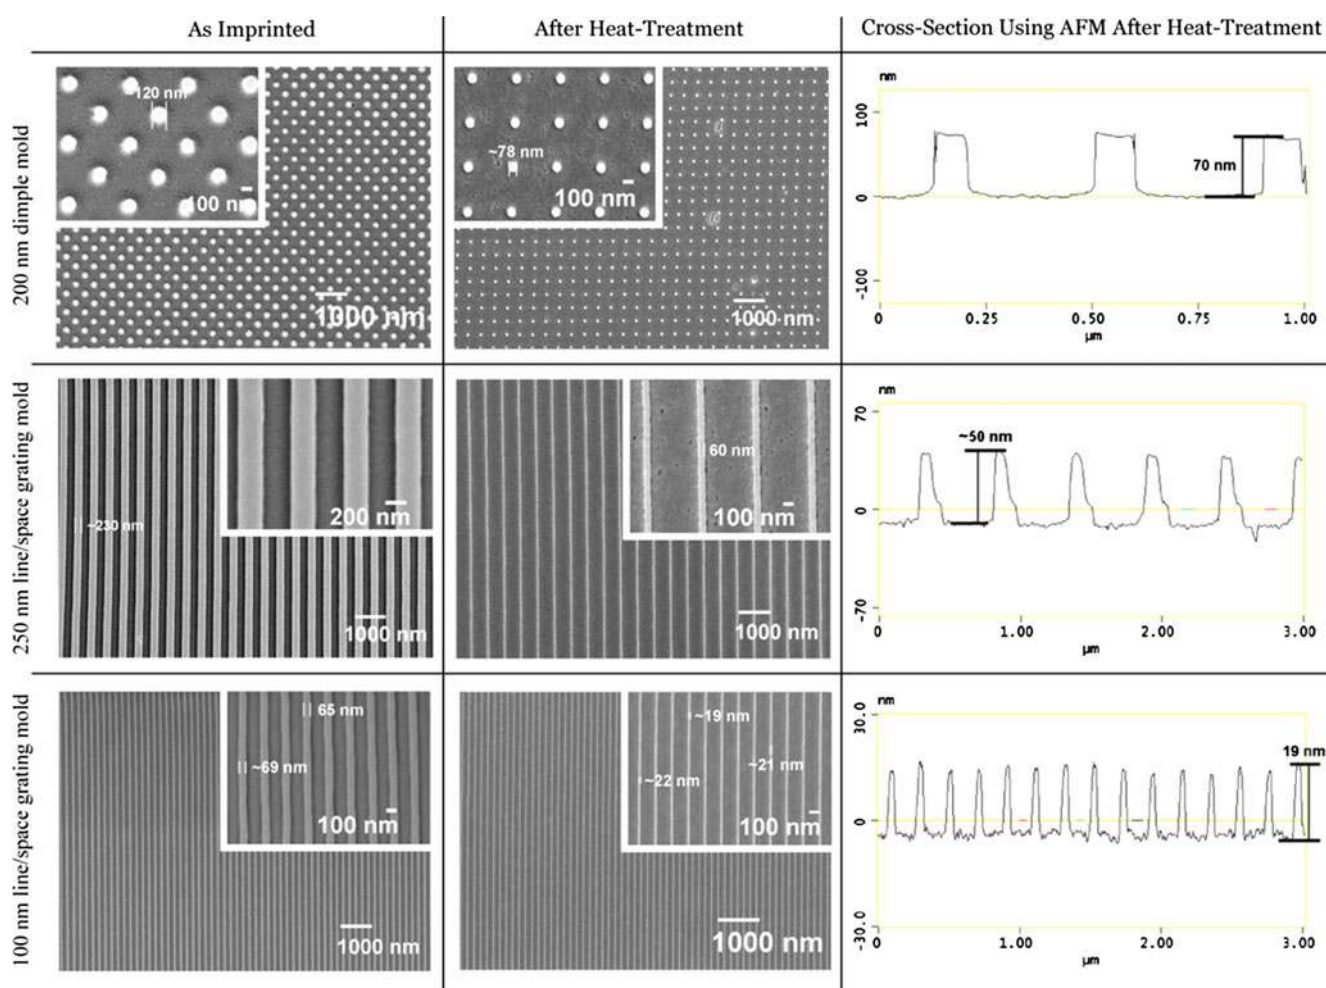 As Imprinted
After Heat-Treatment
Cross-Section Using AFM After Heat-Treatment
200 nm dimple mold
120 nm
100 nm
1000 nm
~78 nm
100 nm
1000 nm
nm
100
0
-100
70 nm
0 0.25 0.50 0.75 1.00
µm
250 nm line/space grating mold
~230 nm
200 nm
1000 nm
60 nm
100 nm
1000 nm
nm
70
0
-70
~50 nm
0 1.00 2.00 3.00
µm
100 nm line/space grating mold
65 nm
~69 nm
100 nm
1000 nm
~19 nm
~21 nm
~22 nm
100 nm
1000 nm
nm
30.0
0
-30.0
19 nm
0 1.00 2.00 3.00
µm